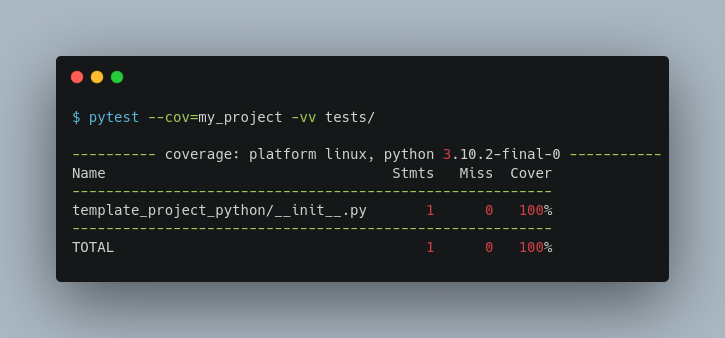 $ pytest --cov=my_project -vv tests/
---------- coverage: platform linux, python 3.10.2-final-0 -----------
Name                                  Stmts   Miss  Cover
---------------------------------------------------------
template_project_python/__init__.py       1      0   100%
---------------------------------------------------------
TOTAL                                     1      0   100%